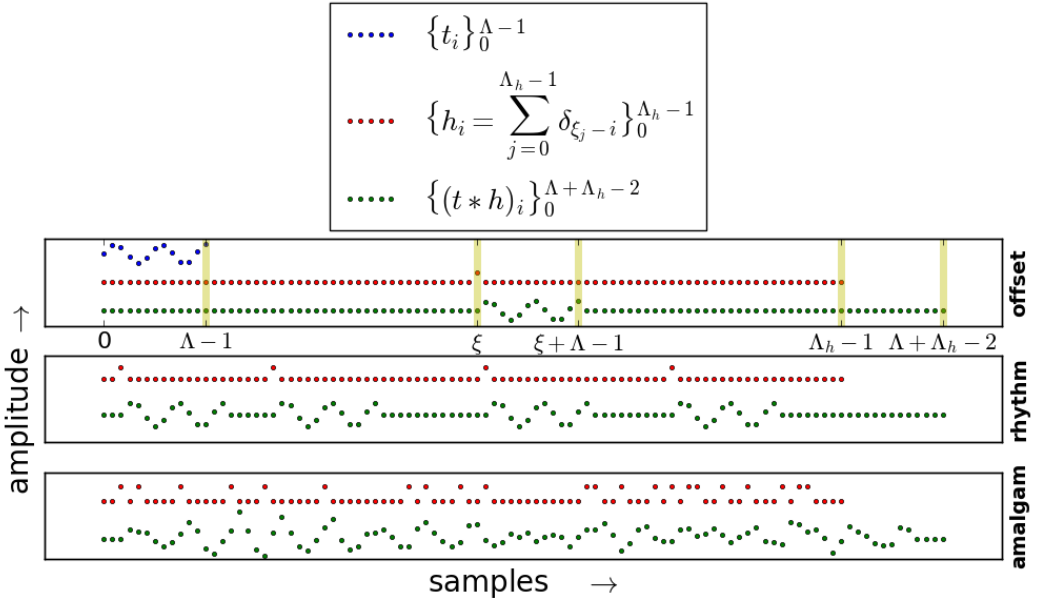 {t_i}_0^{Λ−1}
{h_i = ∑_{j=0}^{Λ_h−1} δ_{ξ_j−i}}_0^{Λ_h−1}
{(t∗h)_i}_0^{Λ+Λ_h−2}
offset
0 Λ−1 ξ ξ+Λ−1 Λ_h−1 Λ+Λ_h−2
rhythm
amplitude →
amalgam
samples →